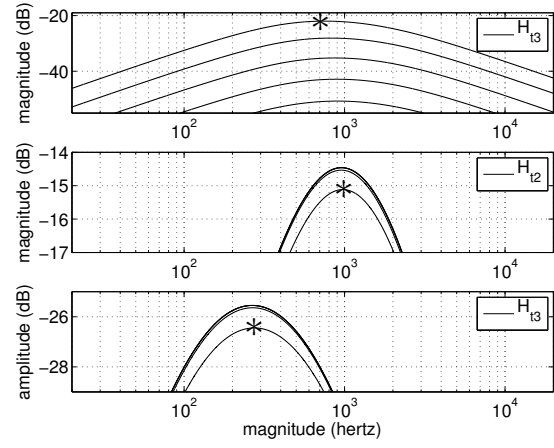 −20
−40
magnitude (dB)
H_t3
10^2
10^3
10^4
−14
−15
−16
−17
magnitude (dB)
H_t2
10^2
10^3
10^4
−26
−28
amplitude (dB)
H_t3
10^2
10^3
10^4
magnitude (hertz)